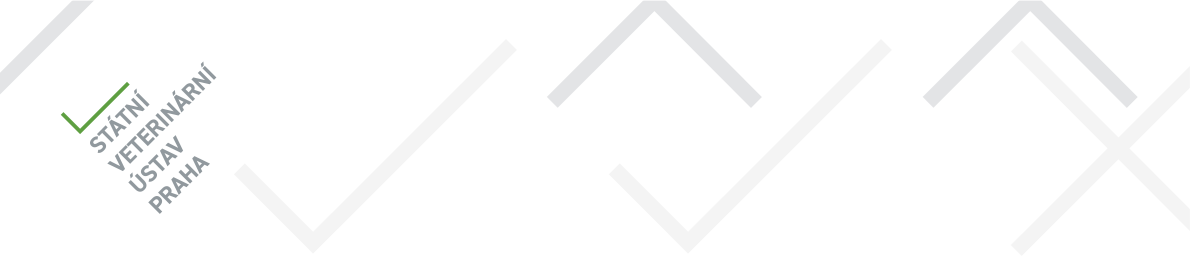 STÁTNÍ
VETERINÁRNÍ
ÚSTAV
PRAHA